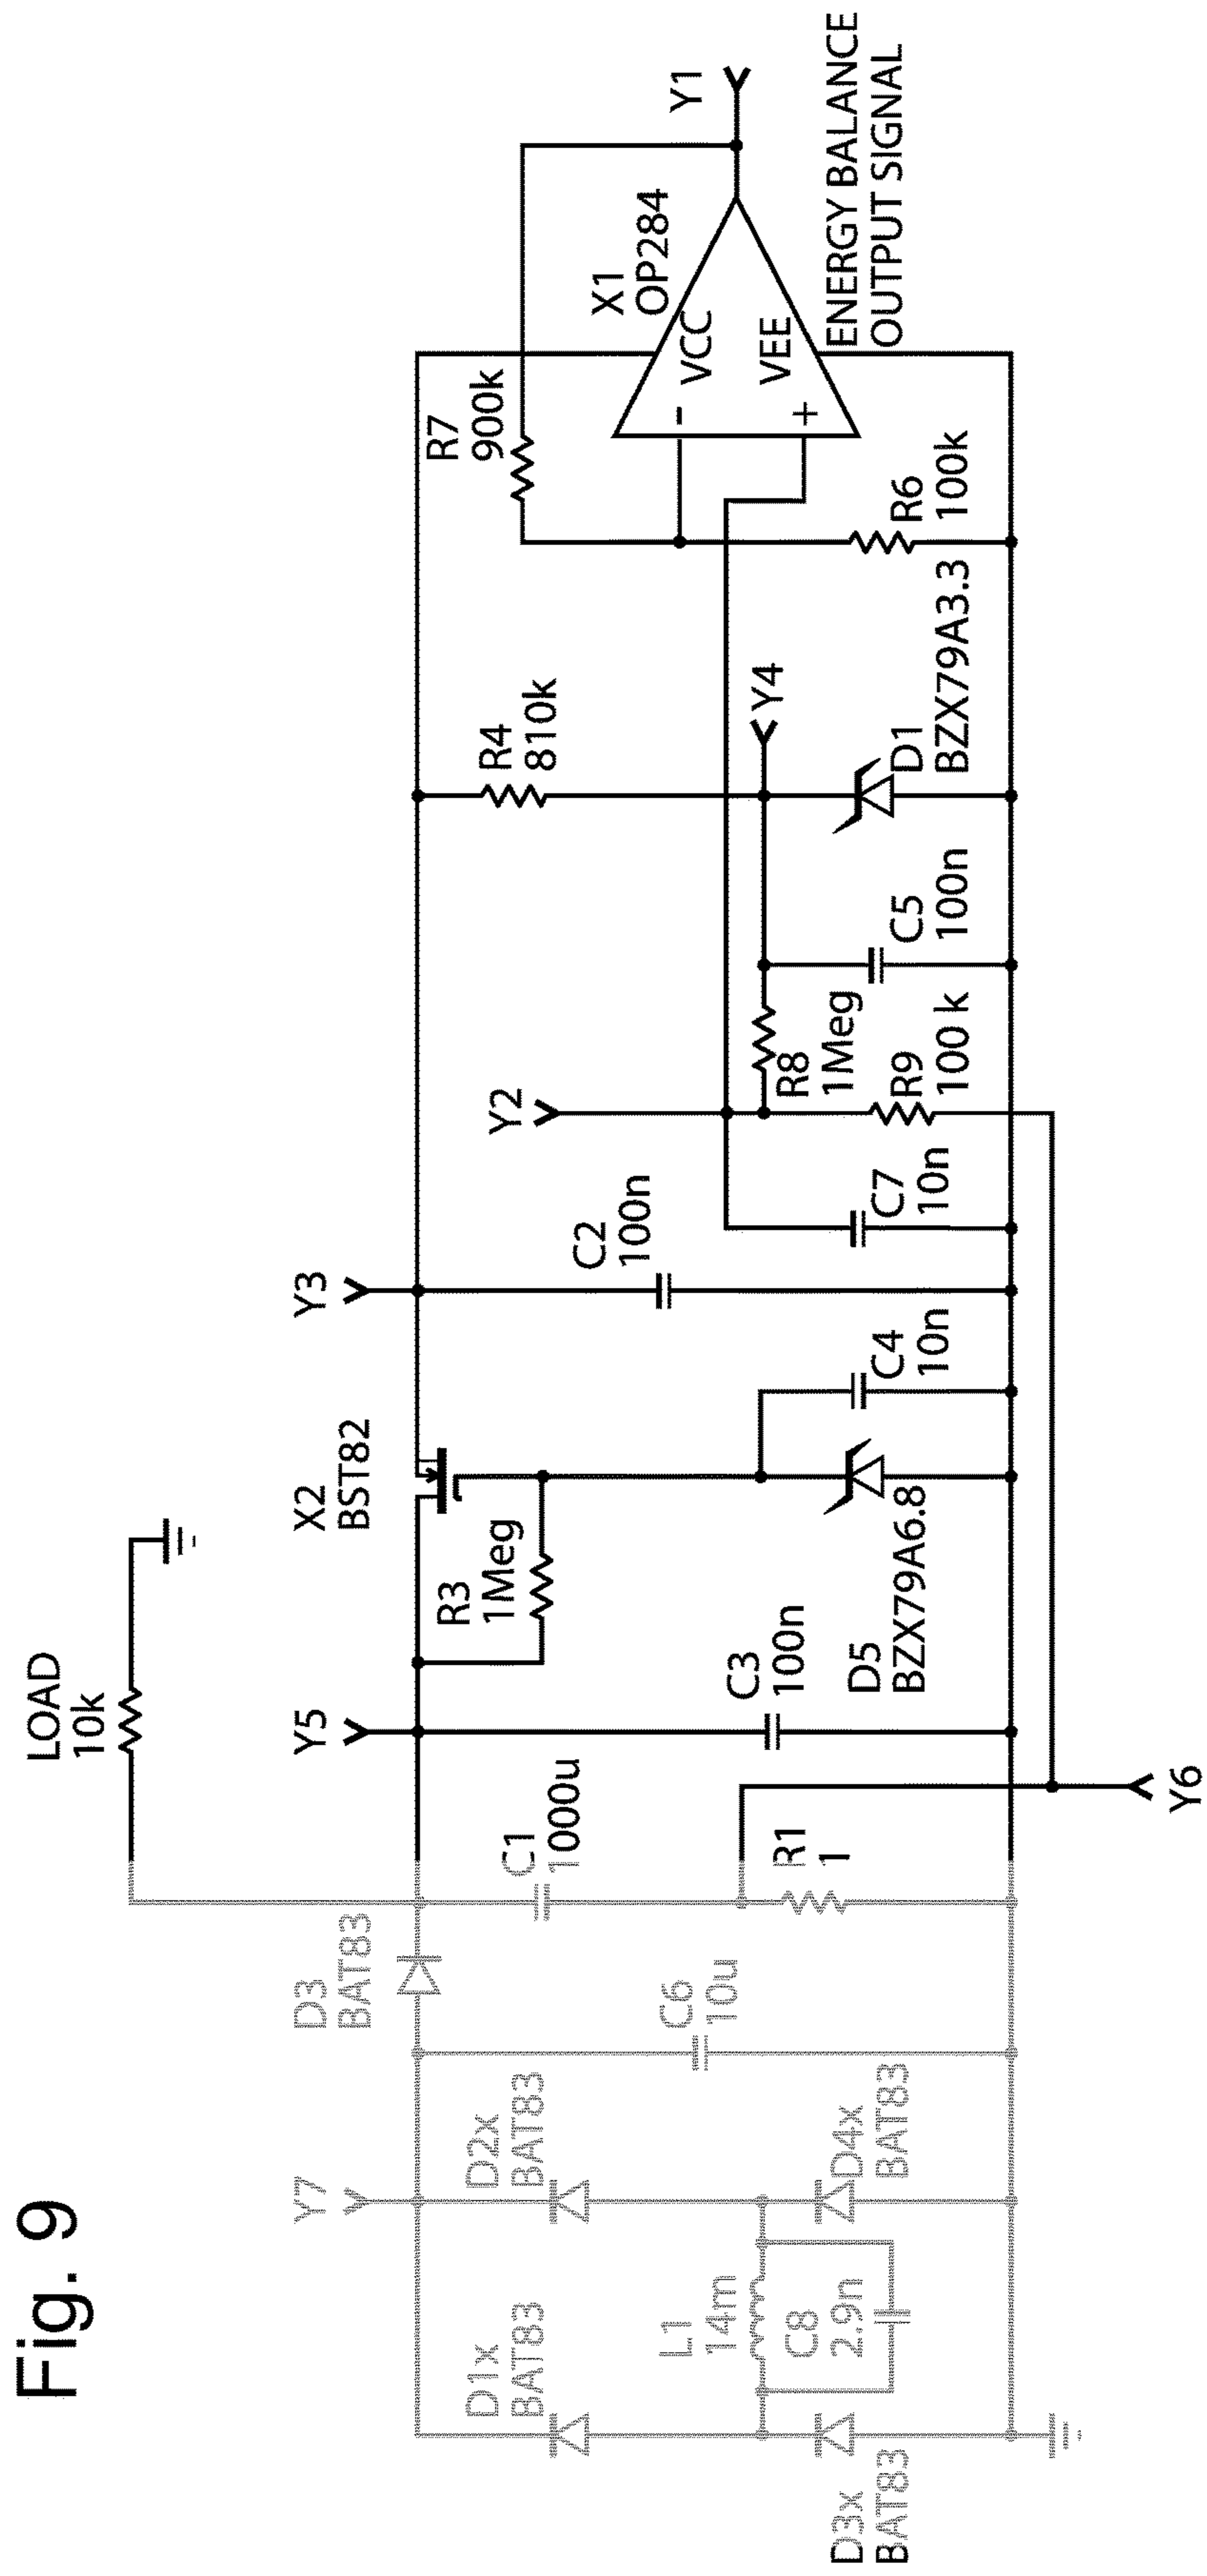 Fig. 9
LOAD
10k
D1x
BAT83
D3x
BAT83
L1
14m
C8
2.9n
Y7
D2x
BAT83
D4x
BAT83
C6
10u
D3
BAT83
C1
1000u
R1
1
Y6
Y5
C3
100n
R3
1Meg
D5
BZX79A6.8
X2
BST82
C4
10n
Y3
C2
100n
C7
10n
Y2
R8
1Meg
R9
100 k
C5
100n
R4
810k
Y4
D1
BZX79A3.3
R7
900k
R6
100k
X1
OP284
VCC
VEE
-
+
Y1
ENERGY BALANCE
OUTPUT SIGNAL